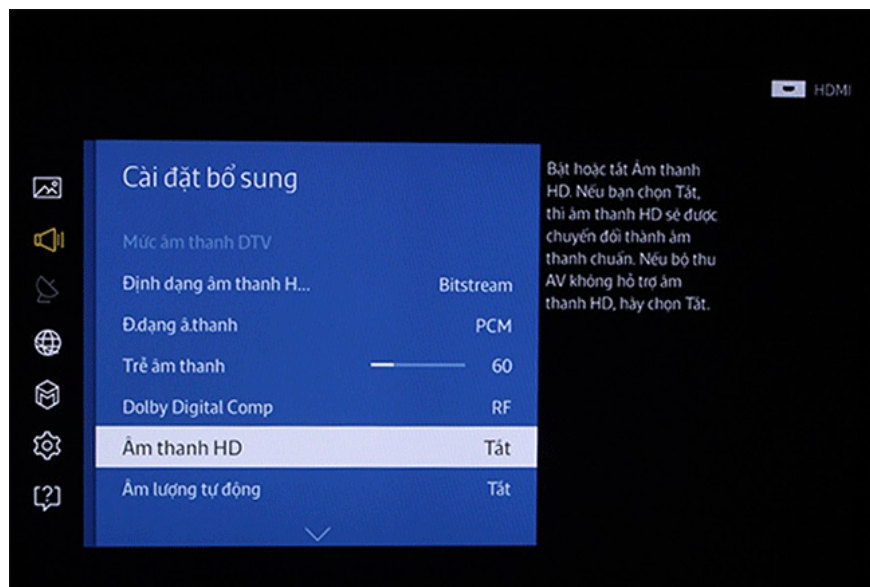 HDMI
Cài đặt bổ sung
Mức âm thanh DTV
Định dạng âm thanh H... Bitstream
Đ.dạng â.thanh PCM
Trễ âm thanh 60
Dolby Digital Comp RF
Âm thanh HD Tắt
Âm lượng tự động Tắt
Bật hoặc tắt Âm thanh
HD. Nếu bạn chọn Tắt,
thì âm thanh HD sẽ được
chuyển đổi thành âm
thanh chuẩn. Nếu bộ thu
AV không hỗ trợ âm
thanh HD, hãy chọn Tắt.